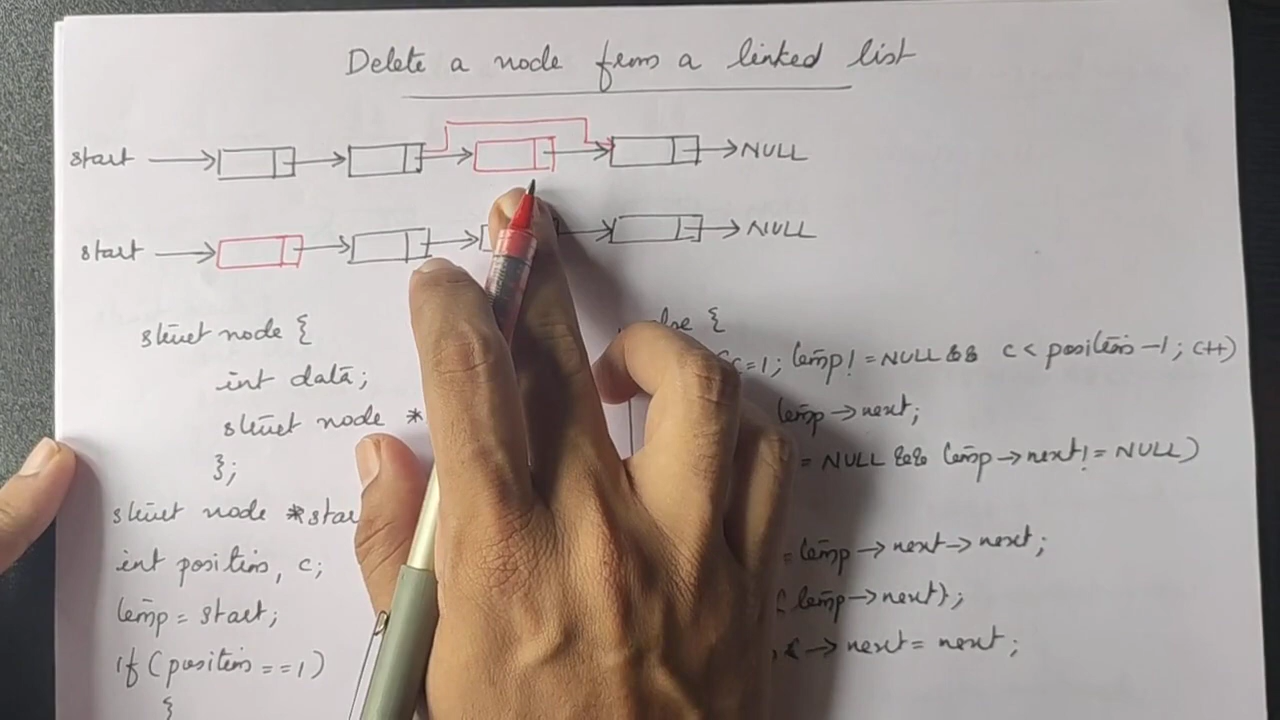 Delete a node from a linked list
start NULL
start NULL
struct node {
int data;
struct node *
};
struct node *star
int position, c;
temp = start;
if (position ==1)
{
else {
c=1; temp! = NULL && c < position -1; c++)
temp → next;
= NULL && temp → next! = NULL)
= temp → next → next;
temp → next);
→ next = next;